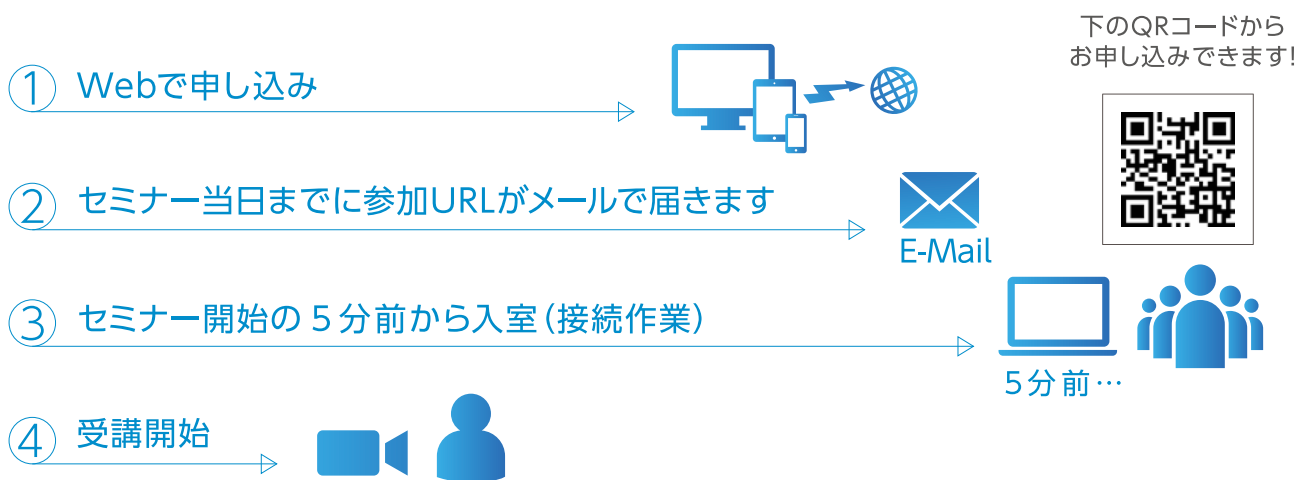 下のQRコードから
お申し込みできます!
① Webで申し込み
② セミナー当日までに参加URLがメールで届きます
E-Mail
③ セミナー開始の5分前から入室(接続作業)
5分前…
④ 受講開始